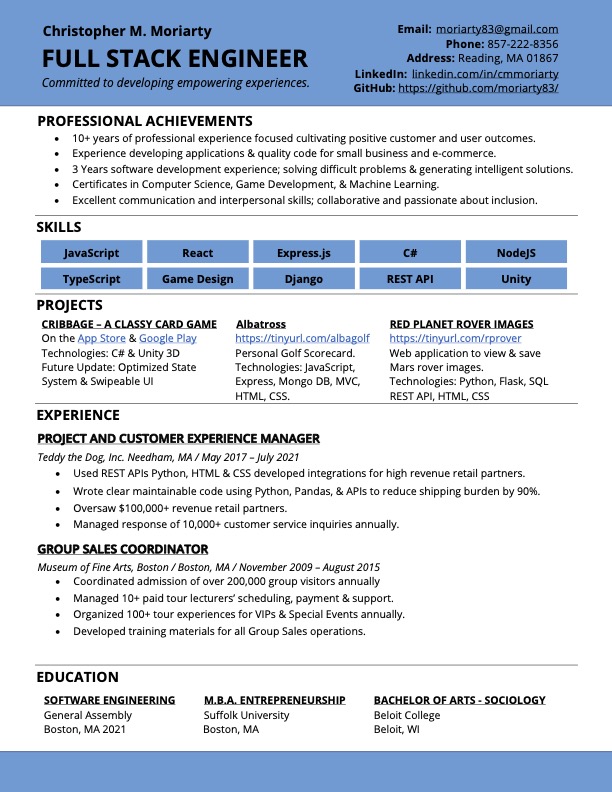 Christopher M. Moriarty
FULL STACK ENGINEER
Committed to developing empowering experiences.
Email: moriarty83@gmail.com
Phone: 857-222-8356
Address: Reading, MA 01867
LinkedIn: linkedin.com/in/cmmoriarty
GitHub: https://github.com/moriarty83/
PROFESSIONAL ACHIEVEMENTS
• 10+ years of professional experience focused cultivating positive customer and user outcomes.
• Experience developing applications & quality code for small business and e-commerce.
• 3 Years software development experience; solving difficult problems & generating intelligent solutions.
• Certificates in Computer Science, Game Development, & Machine Learning.
• Excellent communication and interpersonal skills; collaborative and passionate about inclusion.
SKILLS
JavaScript React Express.js C# NodeJS
TypeScript Game Design Django REST API Unity
PROJECTS
CRIBBAGE – A CLASSY CARD GAME
On the App Store & Google Play
Technologies: C# & Unity 3D
Future Update: Optimized State
System & Swipeable UI
Albatross
https://tinyurl.com/albagolf
Personal Golf Scorecard.
Technologies: JavaScript,
Express, Mongo DB, MVC,
HTML, CSS.
RED PLANET ROVER IMAGES
https://tinyurl.com/rprover
Web application to view & save
Mars rover images.
Technologies: Python, Flask, SQL
REST API, HTML, CSS
EXPERIENCE
PROJECT AND CUSTOMER EXPERIENCE MANAGER
Teddy the Dog, Inc. Needham, MA / May 2017 – July 2021
• Used REST APIs Python, HTML & CSS developed integrations for high revenue retail partners.
• Wrote clear maintainable code using Python, Pandas, & APIs to reduce shipping burden by 90%.
• Oversaw $100,000+ revenue retail partners.
• Managed response of 10,000+ customer service inquiries annually.
GROUP SALES COORDINATOR
Museum of Fine Arts, Boston / Boston, MA / November 2009 – August 2015
• Coordinated admission of over 200,000 group visitors annually
• Managed 10+ paid tour lecturers’ scheduling, payment & support.
• Organized 100+ tour experiences for VIPs & Special Events annually.
• Developed training materials for all Group Sales operations.
EDUCATION
SOFTWARE ENGINEERING
General Assembly
Boston, MA 2021
M.B.A. ENTREPRENEURSHIP
Suffolk University
Boston, MA
BACHELOR OF ARTS - SOCIOLOGY
Beloit College
Beloit, WI